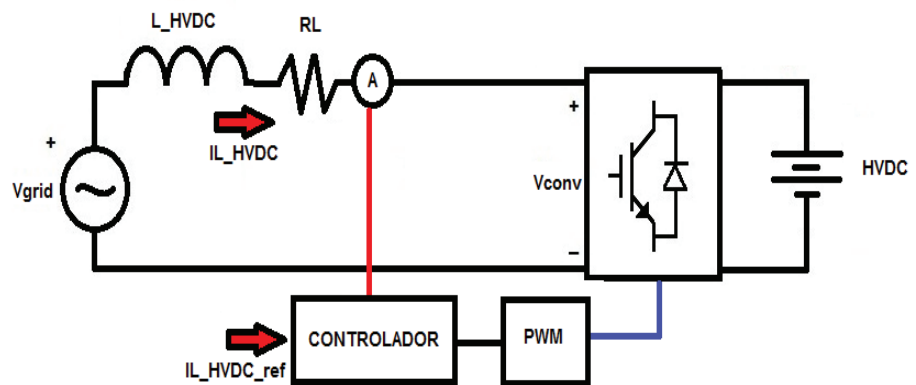 L_HVDC
RL
A
IL_HVDC
+
Vgrid
+
Vconv
−
HVDC
CONTROLADOR
PWM
IL_HVDC_ref